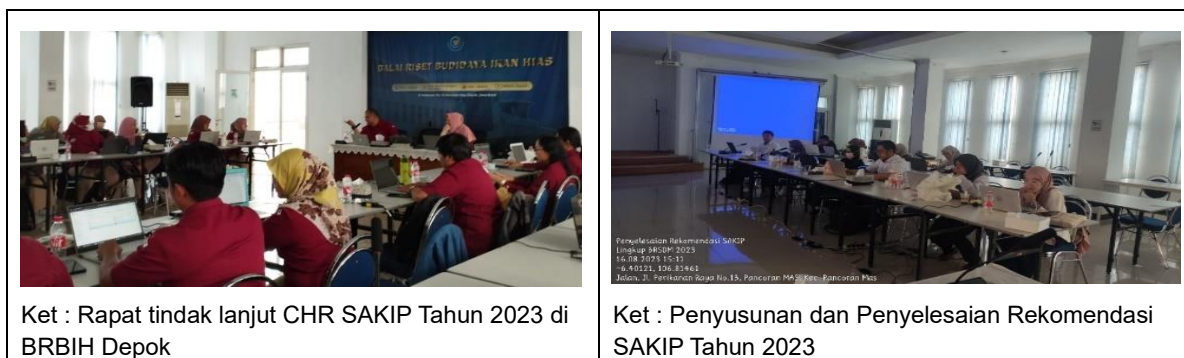 BALAI RISET BUDIDAYA IKAN HIAS
Ket : Rapat tindak lanjut CHR SAKIP Tahun 2023 di
BRBIH Depok
Penyelesaian Rekomendasi SAKIP
Lingkup BRSDM 2023
16.08.2023 15:11
-6.40121, 106.81461
Jalan, Jl. Perikanan Raya No.13, Pancoran MAS, Kec. Pancoran Mas
Ket : Penyusunan dan Penyelesaian Rekomendasi
SAKIP Tahun 2023